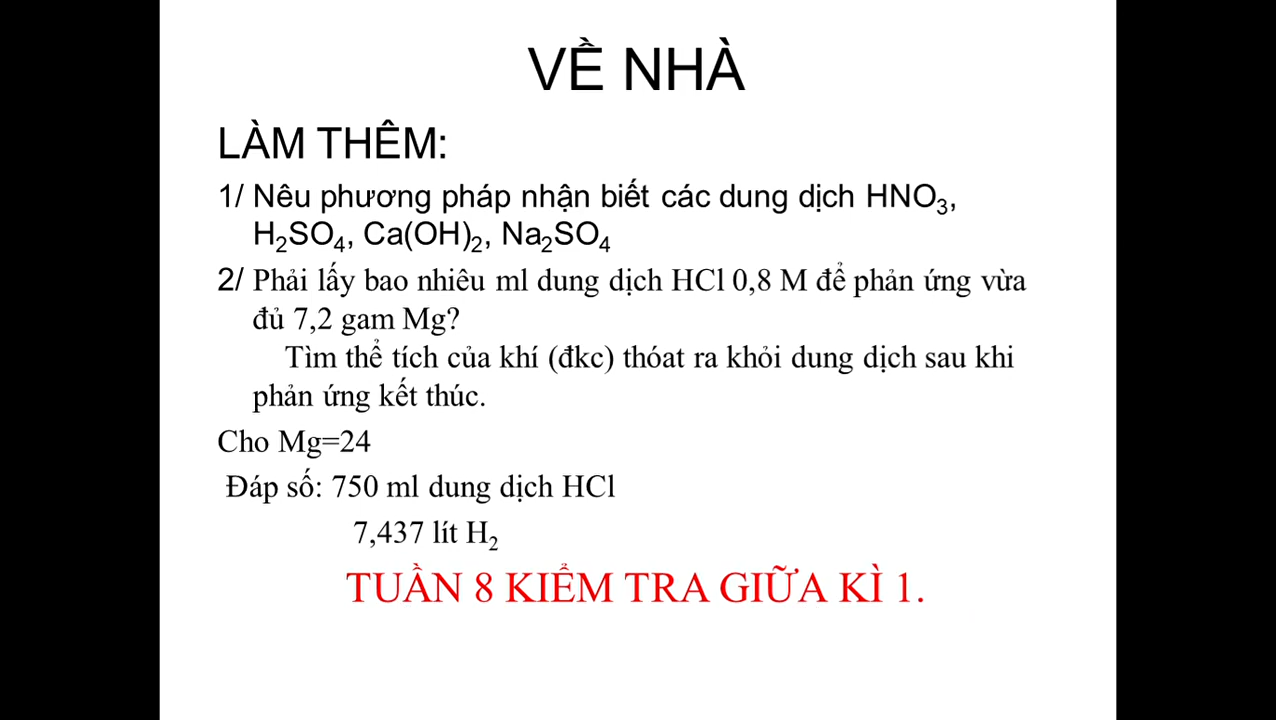 VỀ NHÀ
LÀM THÊM:
1/ Nêu phương pháp nhận biết các dung dịch HNO₃,
H₂SO₄, Ca(OH)₂, Na₂SO₄
2/ Phải lấy bao nhiêu ml dung dịch HCl 0,8 M để phản ứng vừa
đủ 7,2 gam Mg?
Tìm thể tích của khí (đkc) thóat ra khỏi dung dịch sau khi
phản ứng kết thúc.
Cho Mg=24
Đáp số: 750 ml dung dịch HCl
7,437 lít H₂
TUẦN 8 KIỂM TRA GIỮA KÌ 1.